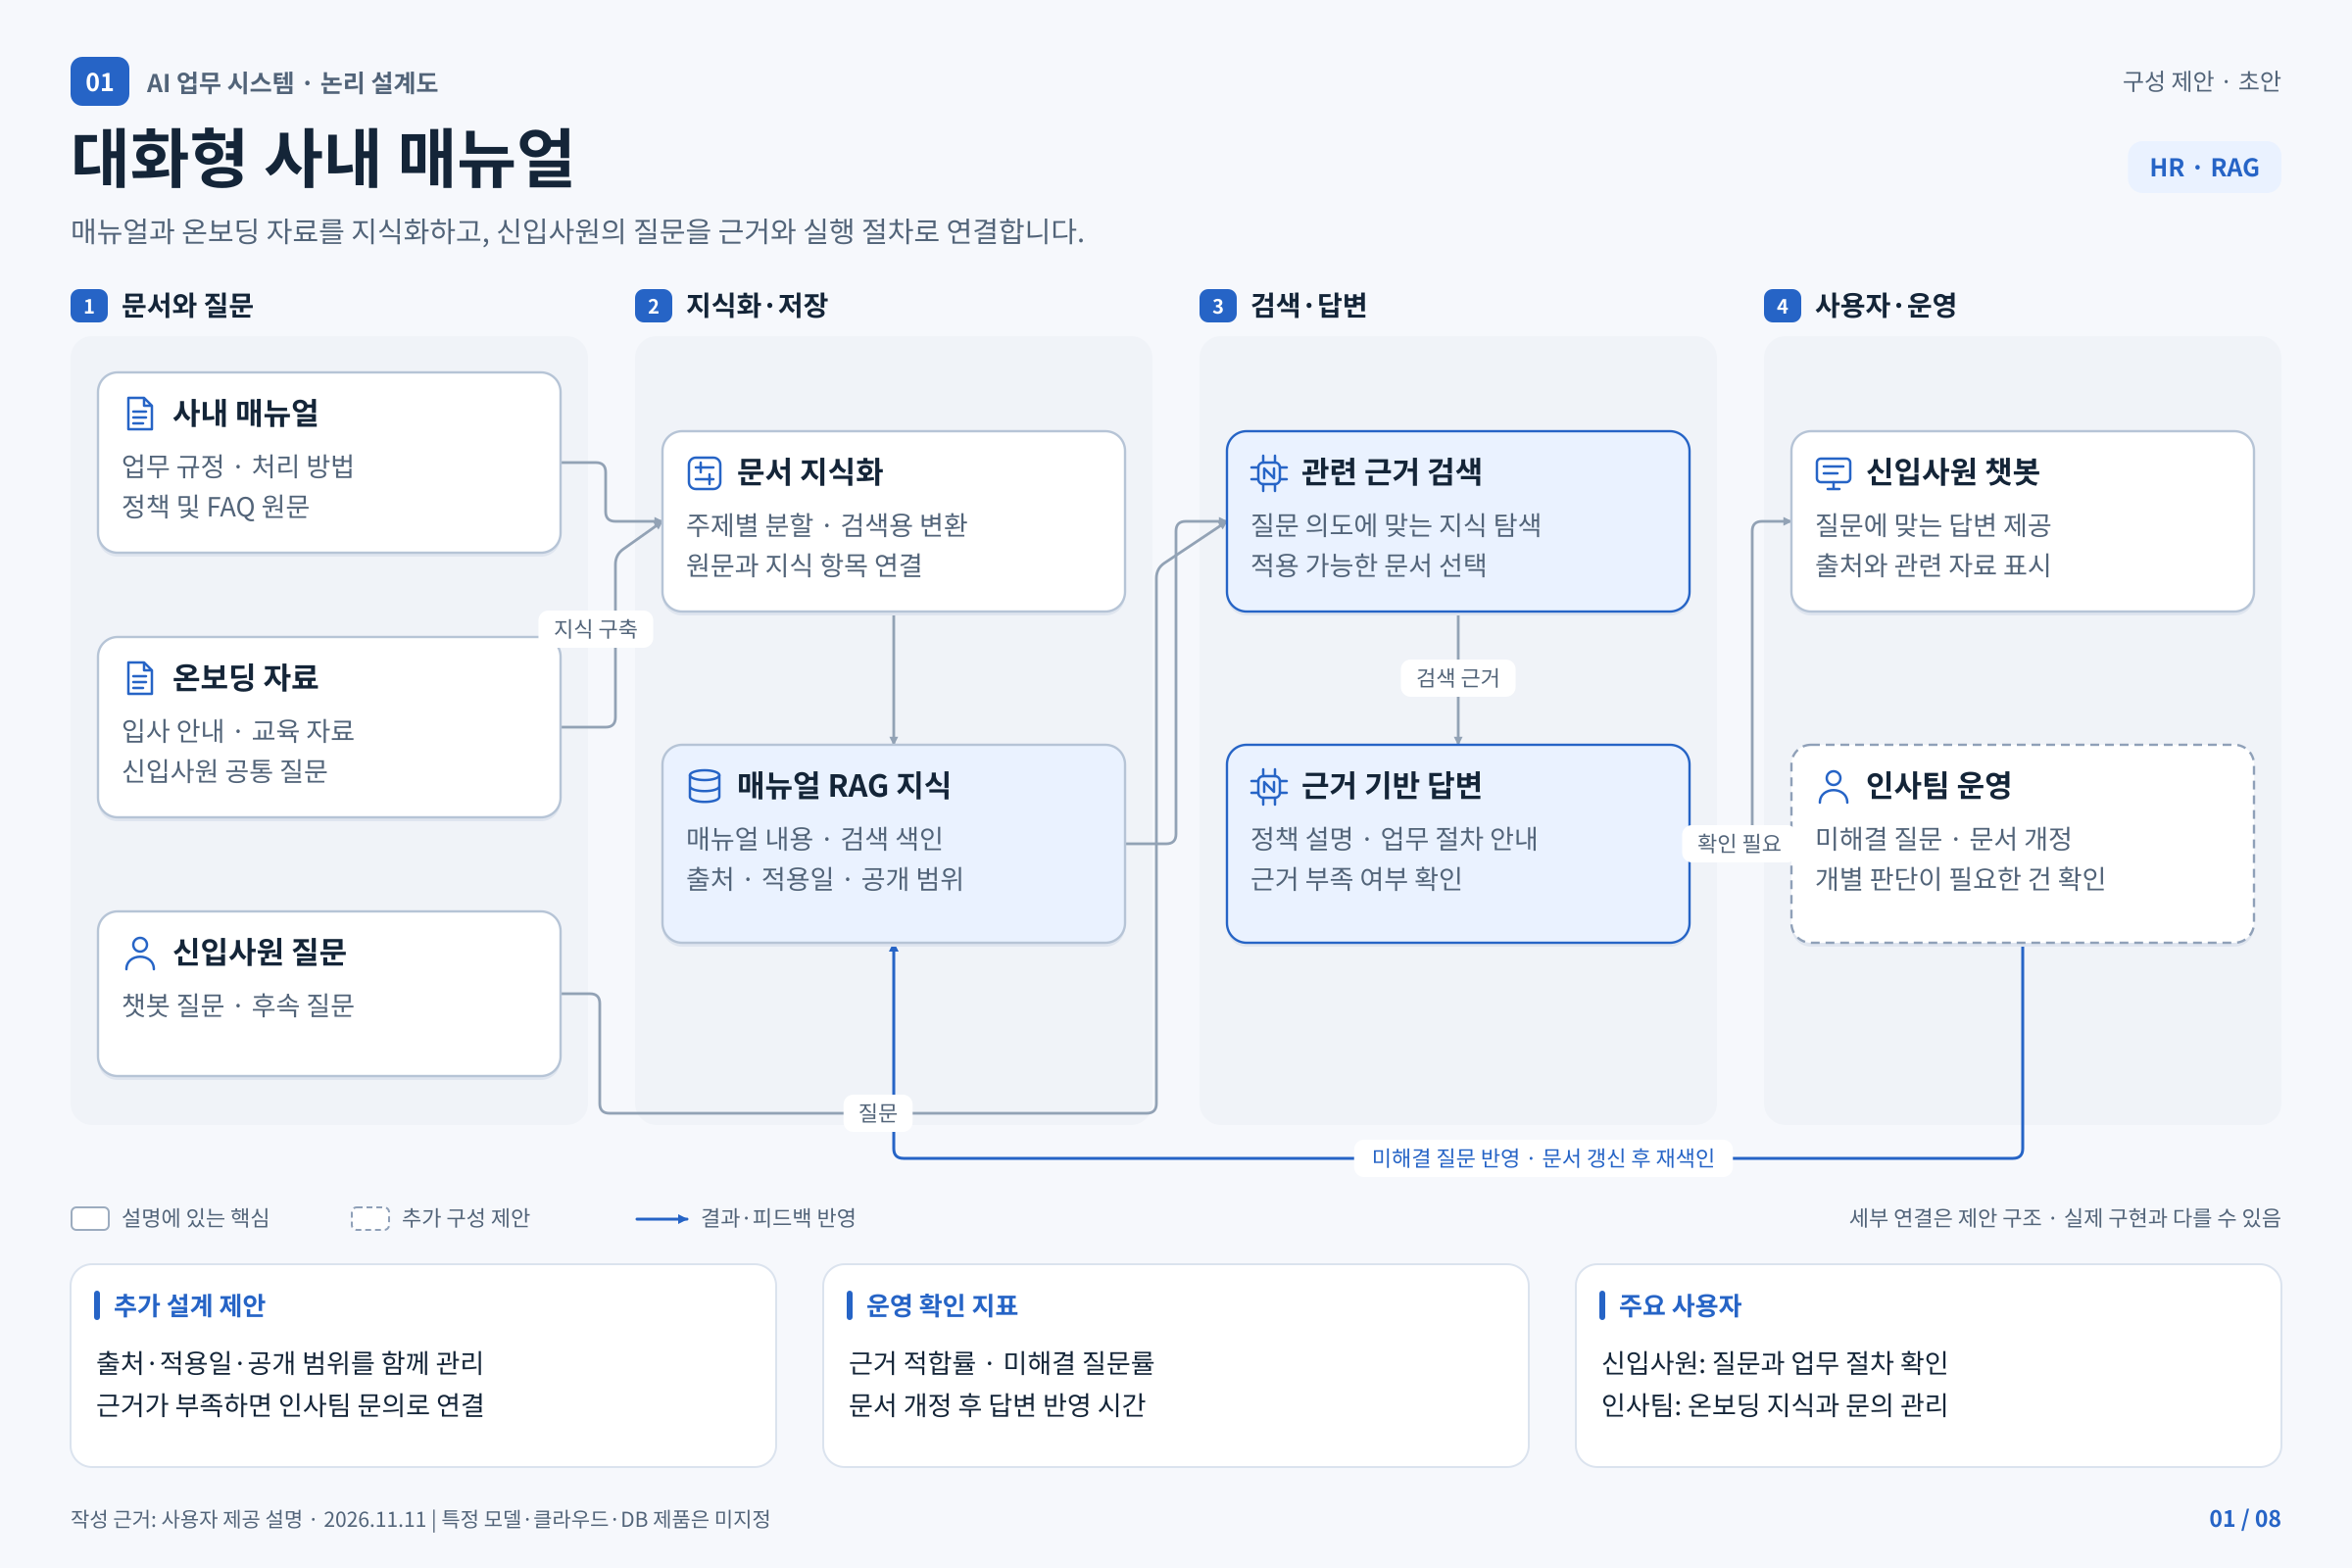 01 AI 업무 시스템 · 논리 설계도
구성 제안 · 초안
대화형 사내 매뉴얼
HR · RAG
매뉴얼과 온보딩 자료를 지식화하고, 신입사원의 질문을 근거와 실행 절차로 연결합니다.
1 문서와 질문
사내 매뉴얼
업무 규정 · 처리 방법
정책 및 FAQ 원문
온보딩 자료
입사 안내 · 교육 자료
신입사원 공통 질문
신입사원 질문
챗봇 질문 · 후속 질문
지식 구축
2 지식화·저장
문서 지식화
주제별 분할 · 검색용 변환
원문과 지식 항목 연결
매뉴얼 RAG 지식
매뉴얼 내용 · 검색 색인
출처 · 적용일 · 공개 범위
질문
3 검색·답변
관련 근거 검색
질문 의도에 맞는 지식 탐색
적용 가능한 문서 선택
검색 근거
근거 기반 답변
정책 설명 · 업무 절차 안내
근거 부족 여부 확인
확인 필요
4 사용자·운영
신입사원 챗봇
질문에 맞는 답변 제공
출처와 관련 자료 표시
인사팀 운영
미해결 질문 · 문서 개정
개별 판단이 필요한 건 확인
미해결 질문 반영 · 문서 갱신 후 재색인
설명에 있는 핵심
추가 구성 제안
결과·피드백 반영
세부 연결은 제안 구조 · 실제 구현과 다를 수 있음
추가 설계 제안
출처·적용일·공개 범위를 함께 관리
근거가 부족하면 인사팀 문의로 연결
운영 확인 지표
근거 적합률 · 미해결 질문률
문서 개정 후 답변 반영 시간
주요 사용자
신입사원: 질문과 업무 절차 확인
인사팀: 온보딩 지식과 문의 관리
작성 근거: 사용자 제공 설명 · 2026.11.11 | 특정 모델·클라우드·DB 제품은 미지정
01 / 08